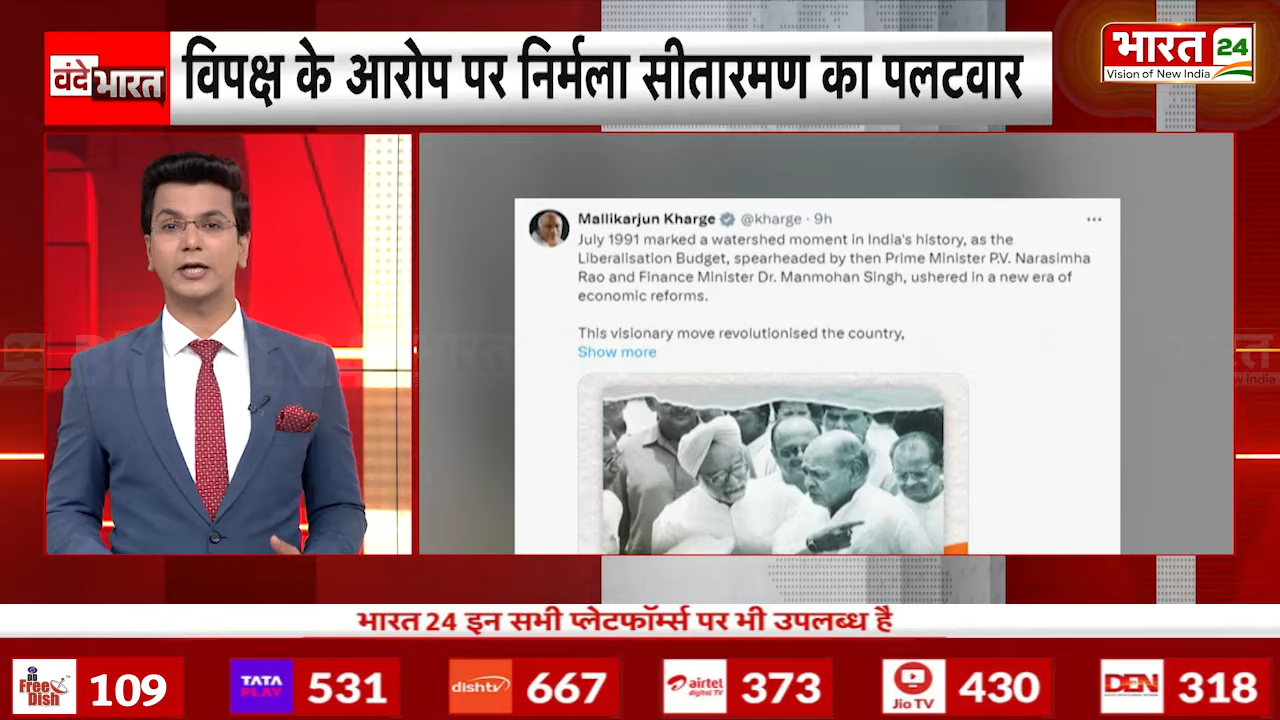 वंदे
भारत
विपक्ष के आरोप पर निर्मला सीतारमण का पलटवार
भारत 24
Vision of New India
Mallikarjun Kharge @kharge · 9h
July 1991 marked a watershed moment in India's history, as the
Liberalisation Budget, spearheaded by then Prime Minister P.V. Narasimha
Rao and Finance Minister Dr. Manmohan Singh, ushered in a new era of
economic reforms.
This visionary move revolutionised the country,
Show more
भारत 24 इन सभी प्लेटफॉर्म्स पर भी उपलब्ध है
DD Free Dish 109
TATA PLAY 531
dishtv 667
airtel digital TV 373
Jio TV 430
DEN 318